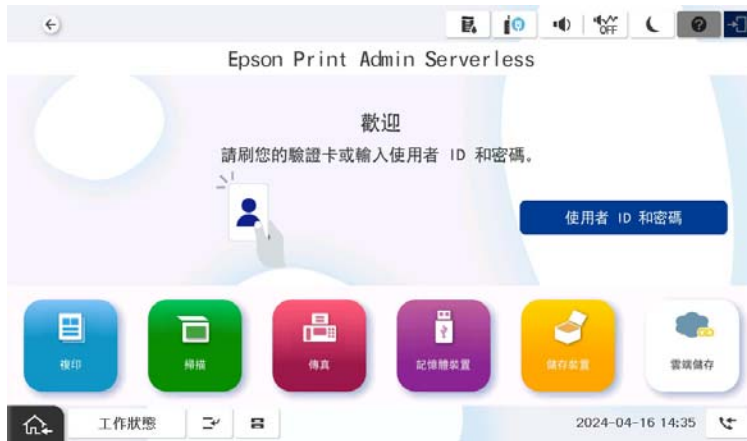 OFF
Epson Print Admin Serverless
歡迎
請刷您的驗證卡或輸入使用者 ID 和密碼。
使用者 ID 和密碼
複印
掃描
傳真
記憶體裝置
儲存裝置
雲端儲存
工作狀態
2024-04-16 14:35